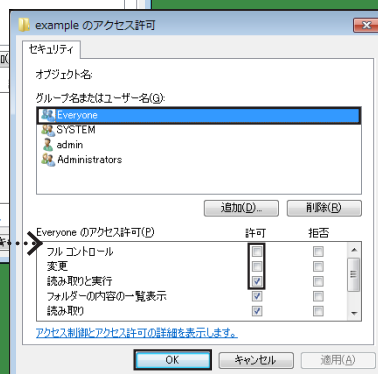 example のアクセス許可
セキュリティ
オブジェクト名:
グループ名またはユーザー名(G):
Everyone
SYSTEM
admin
Administrators
追加(D)... 削除(R)
Everyone のアクセス許可(P) 許可 拒否
フル コントロール
変更
読み取りと実行
フォルダーの内容の一覧表示
読み取り
アクセス制御とアクセス許可の詳細を表示します。
OK キャンセル 適用(A)